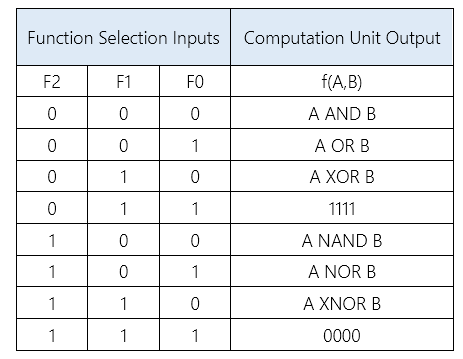 Function Selection Inputs Computation Unit Output
F2 F1 F0 f(A,B)
0 0 0 A AND B
0 0 1 A OR B
0 1 0 A XOR B
0 1 1 1111
1 0 0 A NAND B
1 0 1 A NOR B
1 1 0 A XNOR B
1 1 1 0000